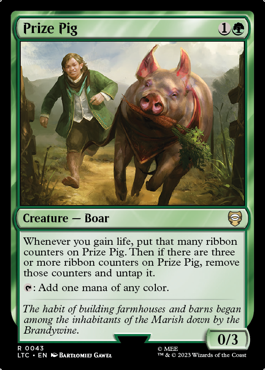 Prize Pig 1
Creature — Boar
Whenever you gain life, put that many
ribbon counters on Prize Pig. Then if there are
three or more ribbon counters on Prize Pig, remove
those counters and untap it.
: Add one mana of any color.
The habit of building farmhouses and barns began
among the inhabitants of the Marish down by the
Brandywine.
0/3
R 0043
LTC • EN Bartłomiej Gaweł
© MEE
™ & © 2023 Wizards of the Coast